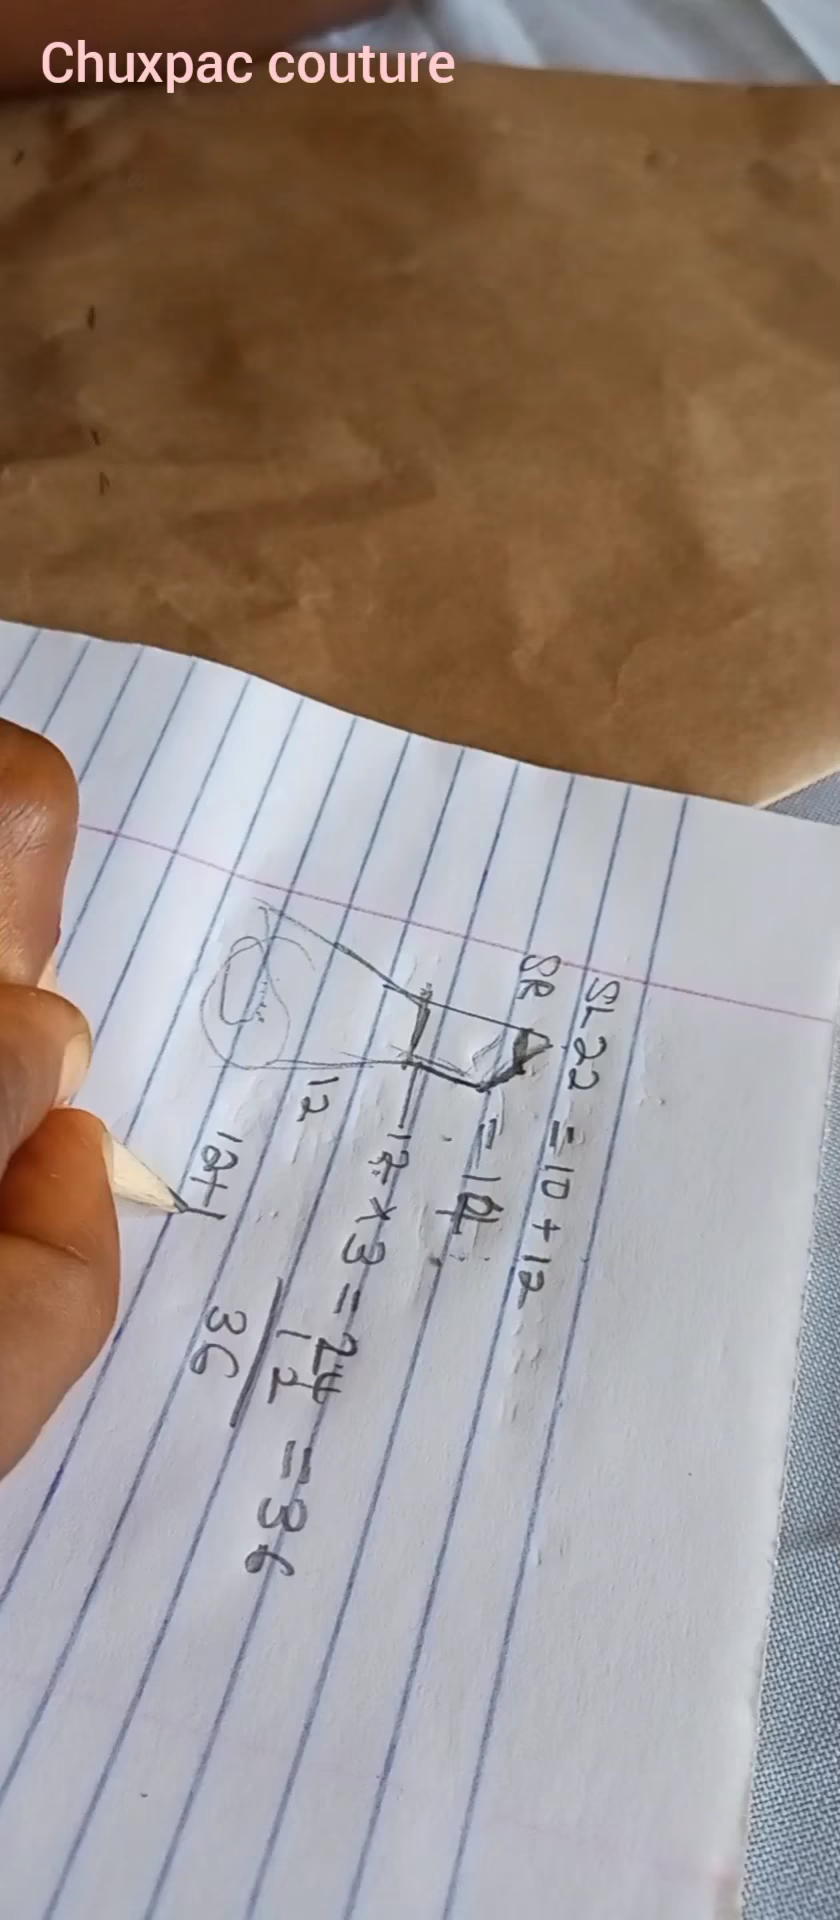 Chuxpac couture
SL 22 = 10 + 12
SR = 14
12 x 3 = 24
12 = 36
36
12
12+1